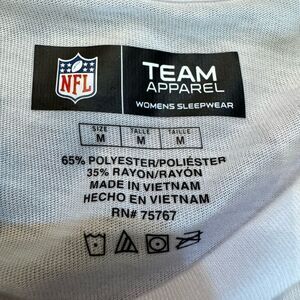 NFL
TEAM
APPAREL
WOMENS SLEEPWEAR
SIZE TALLE TAILLE
M M M
65% POLYESTER/POLIÉSTER
35% RAYON/RAYÓN
MADE IN VIETNAM
HECHO EN VIETNAM
RN# 75767